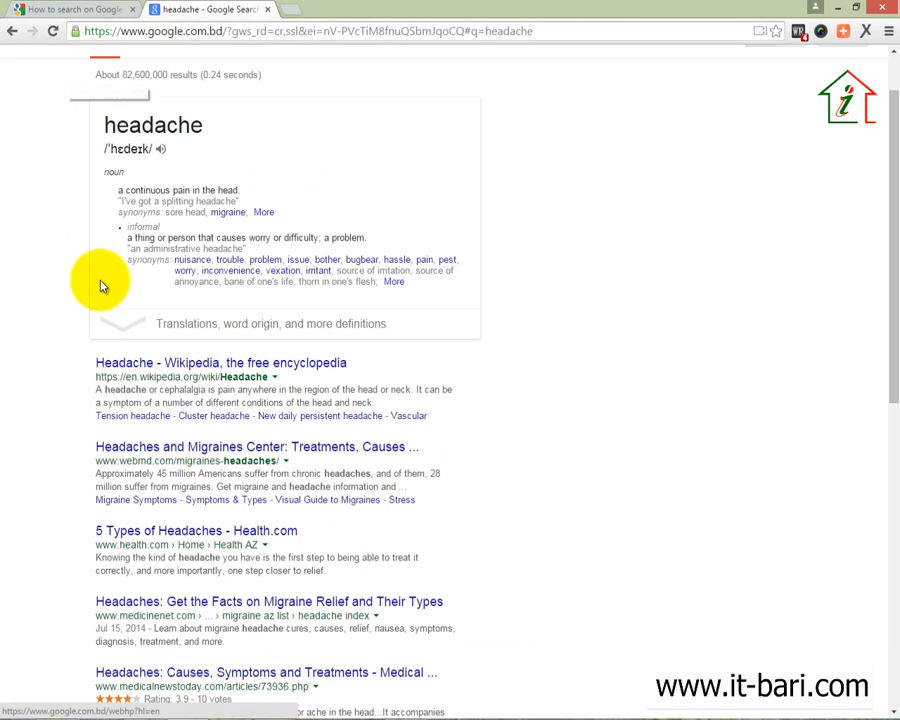 How to search on Google
headache - Google Searc
https://www.google.com.bd/?gws_rd=cr,ssl&ei=nV-PVcTiM8fnuQSbmJqoCQ#q=headache
About 82,600,000 results (0.24 seconds)
headache
/ˈhɛdeɪk/
noun
a continuous pain in the head.
"I've got a splitting headache"
synonyms: sore head, migraine; More
• informal
a thing or person that causes worry or difficulty; a problem.
"an administrative headache"
synonyms: nuisance, trouble, problem, issue, bother, bugbear, hassle, pain, pest,
worry, inconvenience, vexation, irritant, source of irritation, source of
annoyance, bane of one's life, thorn in one's flesh; More
Translations, word origin, and more definitions
Headache - Wikipedia, the free encyclopedia
https://en.wikipedia.org/wiki/Headache
A headache or cephalalgia is pain anywhere in the region of the head or neck. It can be
a symptom of a number of different conditions of the head and neck.
Tension headache - Cluster headache - New daily persistent headache - Vascular
Headaches and Migraines Center: Treatments, Causes ...
www.webmd.com/migraines-headaches/
Approximately 45 million Americans suffer from chronic headaches, and of them, 28
million suffer from migraines. Get migraine and headache information and ...
Migraine Symptoms - Symptoms & Types - Visual Guide to Migraines - Stress
5 Types of Headaches - Health.com
www.health.com › Home › Health AZ
Knowing the kind of headache you have is the first step to being able to treat it
correctly, and more importantly, one step closer to relief.
Headaches: Get the Facts on Migraine Relief and Their Types
www.medicinenet.com › ... › migraine az list › headache index
Jul 15, 2014 - Learn about migraine headache cures, causes, relief, nausea, symptoms,
diagnosis, treatment, and more.
Headaches: Causes, Symptoms and Treatments - Medical ...
www.medicalnewstoday.com/articles/73936.php
Rating: 3.9 - 10 votes
or ache in the head...It accompanies
https://www.google.com.bd/webhp?hl=en
www.it-bari.com